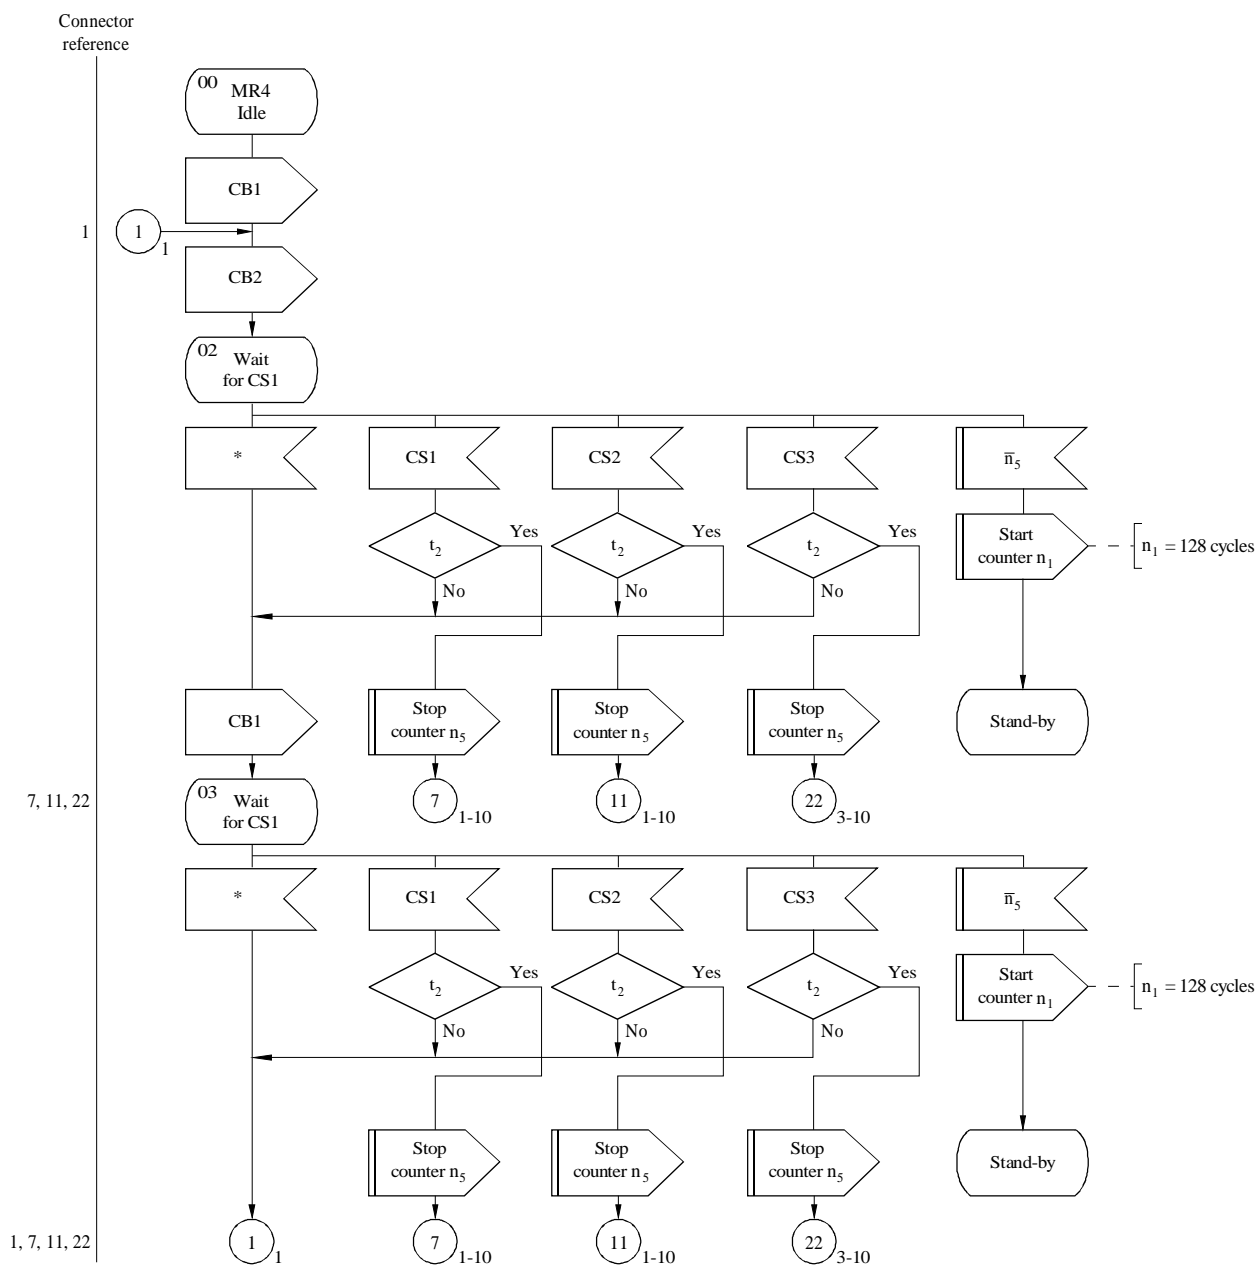 Connector
reference
00
MR4
Idle
CB1
1
1
1
CB2
02
Wait
for CS1
*
CS1
CS2
CS3
n̅5
t2
Yes
t2
Yes
t2
Yes
Start
counter n1
n1 = 128 cycles
No
No
No
CB1
Stop
counter n5
Stop
counter n5
Stop
counter n5
Stand-by
7, 11, 22
03
Wait
for CS1
7
1-10
11
1-10
22
3-10
*
CS1
CS2
CS3
n̅5
t2
Yes
t2
Yes
t2
Yes
Start
counter n1
n1 = 128 cycles
No
No
No
Stop
counter n5
Stop
counter n5
Stop
counter n5
Stand-by
1, 7, 11, 22
1
1
7
1-10
11
1-10
22
3-10